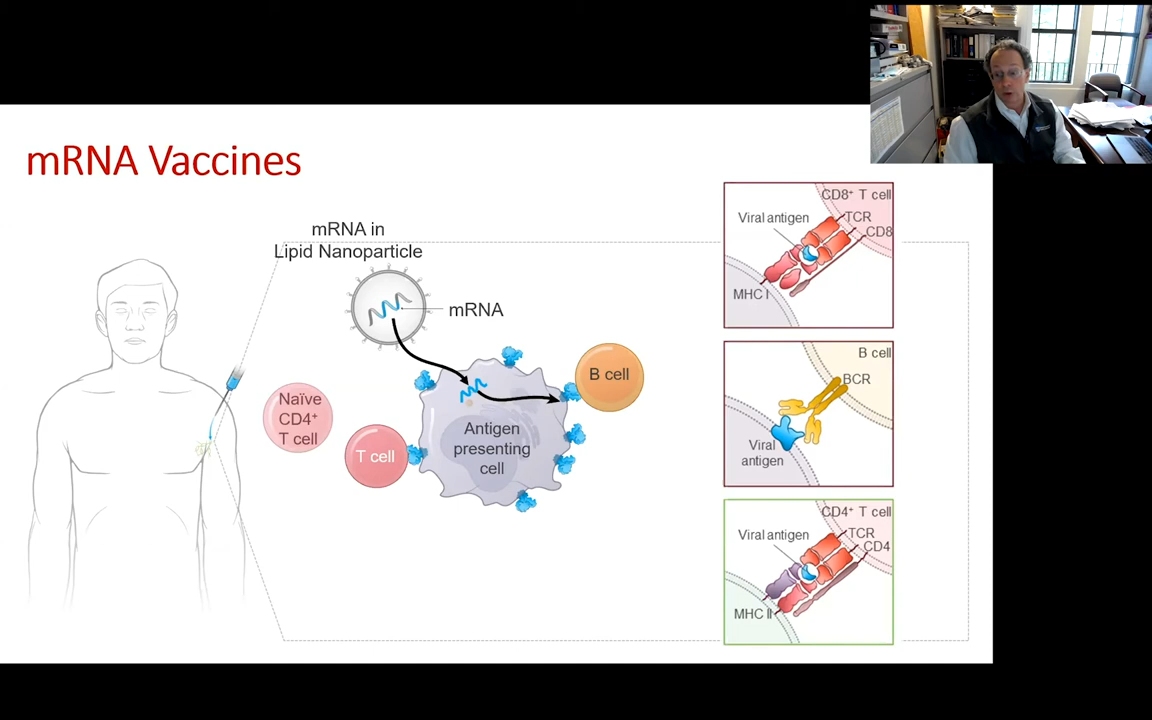 mRNA Vaccines
mRNA in
Lipid Nanoparticle
mRNA
Naïve
CD4⁺
T cell
T cell
Antigen
presenting
cell
B cell
CD8⁺ T cell
Viral antigen
TCR
CD8
MHC I
B cell
BCR
Viral
antigen
CD4⁺ T cell
Viral antigen
TCR
CD4
MHC II